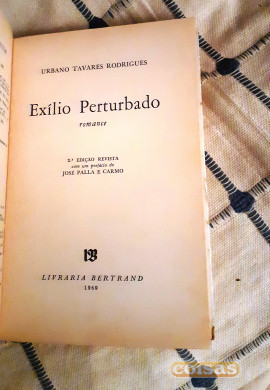 URBANO TAVARES RODRIGUES
Exílio Perturbado
romance
2.ª EDIÇÃO REVISTA
com um prefácio de
JOSÉ PALLA E CARMO
LIVRARIA BERTRAND
1969
coisas